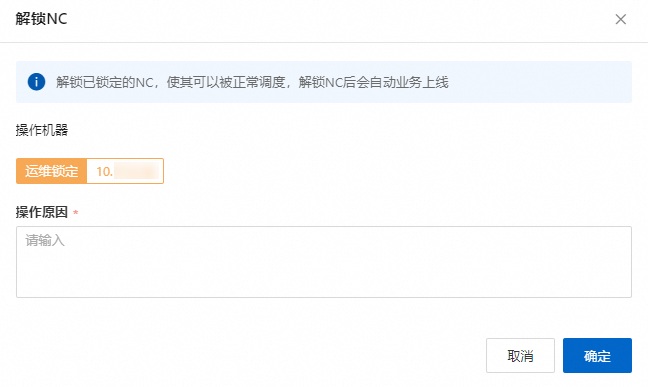 解锁NC
解锁已锁定的NC，使其可以被正常调度，解锁NC后会自动业务上线
操作机器
运维锁定 10.
操作原因 *
请输入
取消 确定